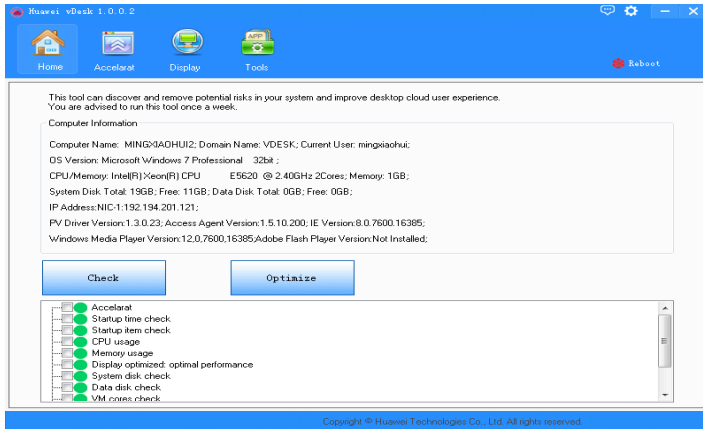 Huawei vDesk 1.0.0.2
Home
Accelarat
Display
APP
Tools
Reboot
This tool can discover and remove potential risks in your system and improve desktop cloud user experience.
You are advised to run this tool once a week.
Computer Information
Computer Name: MINGXIAOHUI2; Domain Name: VDESK; Current User: mingxiaohui;
OS Version: Microsoft Windows 7 Professional 32bit ;
CPU/Memory: Intel(R) Xeon(R) CPU E5620 @ 2.40GHz 2Cores; Memory: 1GB;
System Disk Total: 19GB; Free: 11GB; Data Disk Total: 0GB; Free: 0GB;
IP Address:NIC-1:192.194.201.121;
PV Driver Version:1.3.0.23; Access Agent Version:1.5.10.200; IE Version:8.0.7600.16385;
Windows Media Player Version:12,0,7600,16385;Adobe Flash Player Version:Not Installed;
Check
Optimize
Accelarat
Startup time check
Startup item check
CPU usage
Memory usage
Display optimized: optimal performance
System disk check
Data disk check
VM cores check
Copyright © Huawei Technologies Co., Ltd. All rights reserved.